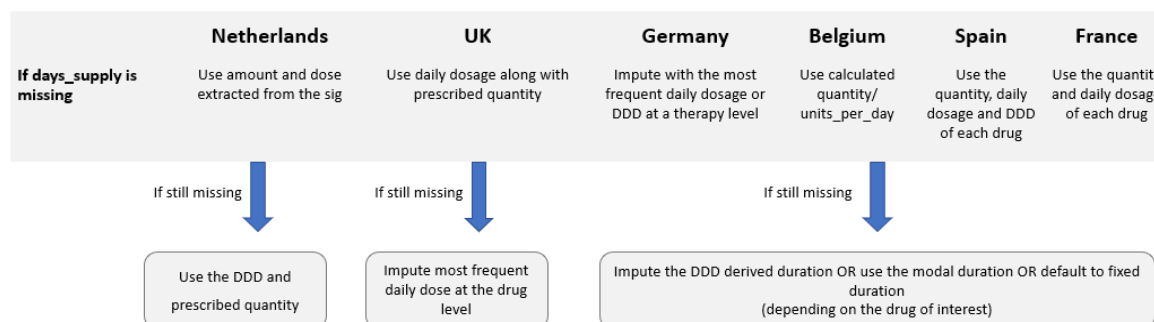 Netherlands
UK
Germany
Belgium
Spain
France
If days_supply is
missing
Use amount and dose
extracted from the sig
Use daily dosage along with
prescribed quantity
Impute with the most
frequent daily dosage or
DDD at a therapy level
Use calculated
quantity/
units_per_day
Use the
quantity, daily
dosage and DDD
of each drug
Use the quantit
and daily dosag
of each drug
If still missing
If still missing
If still missing
Use the DDD and
prescribed quantity
Impute most frequent
daily dose at the drug
level
Impute the DDD derived duration OR use the modal duration OR default to fixed
duration
(depending on the drug of interest)